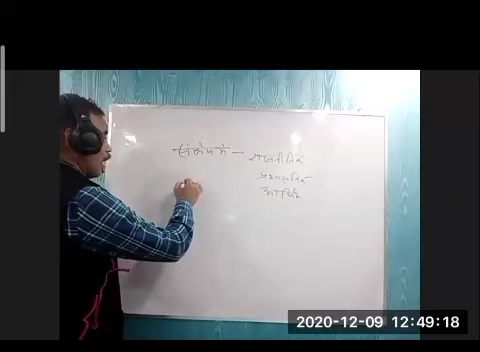 संक्षेप में – राजनीतिक
प्रशासनिक
आर्थिक
2020-12-09 12:49:18